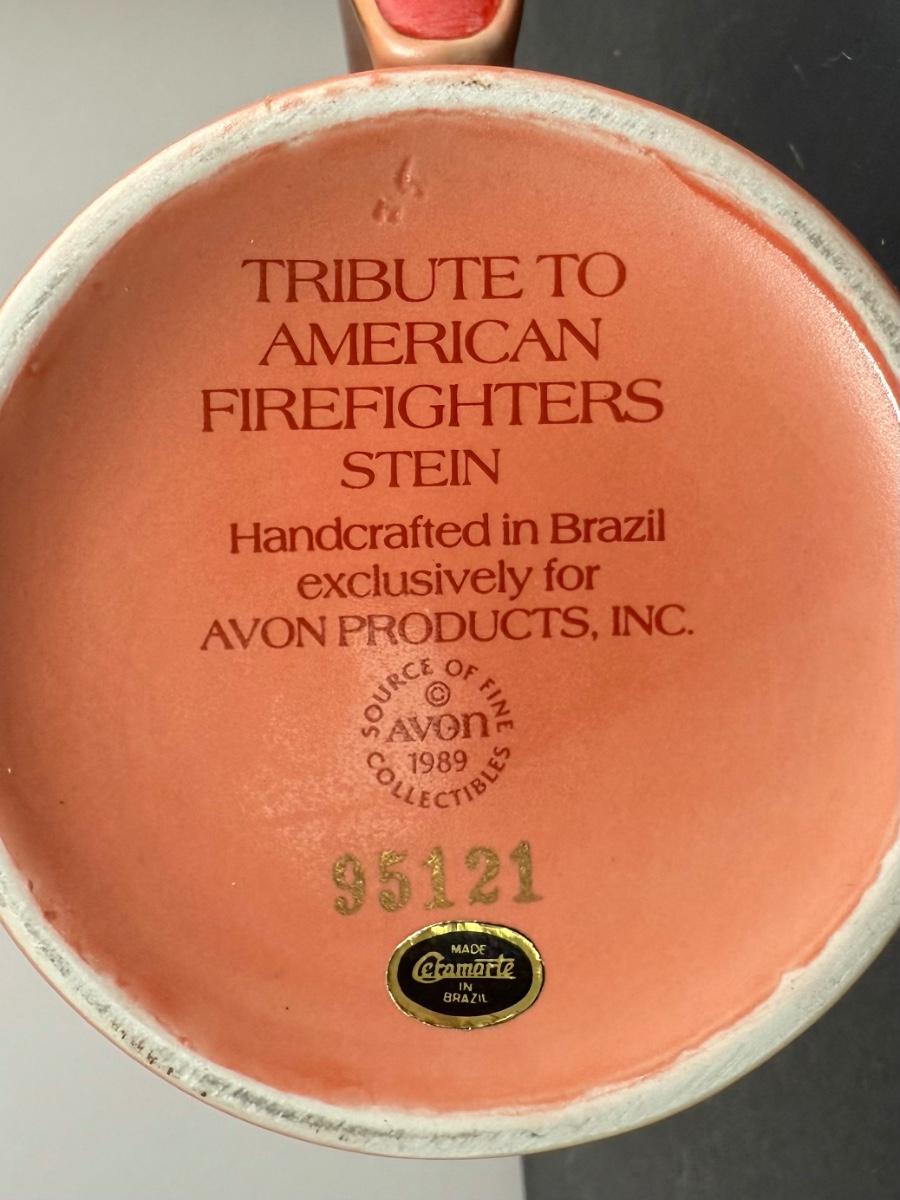 TRIBUTE TO
AMERICAN
FIREFIGHTERS
STEIN
Handcrafted in Brazil
exclusively for
AVON PRODUCTS, INC.
SOURCE OF FINE
©
AVON
1989
COLLECTIBLES
95121
MADE
Ceramarte
IN
BRAZIL